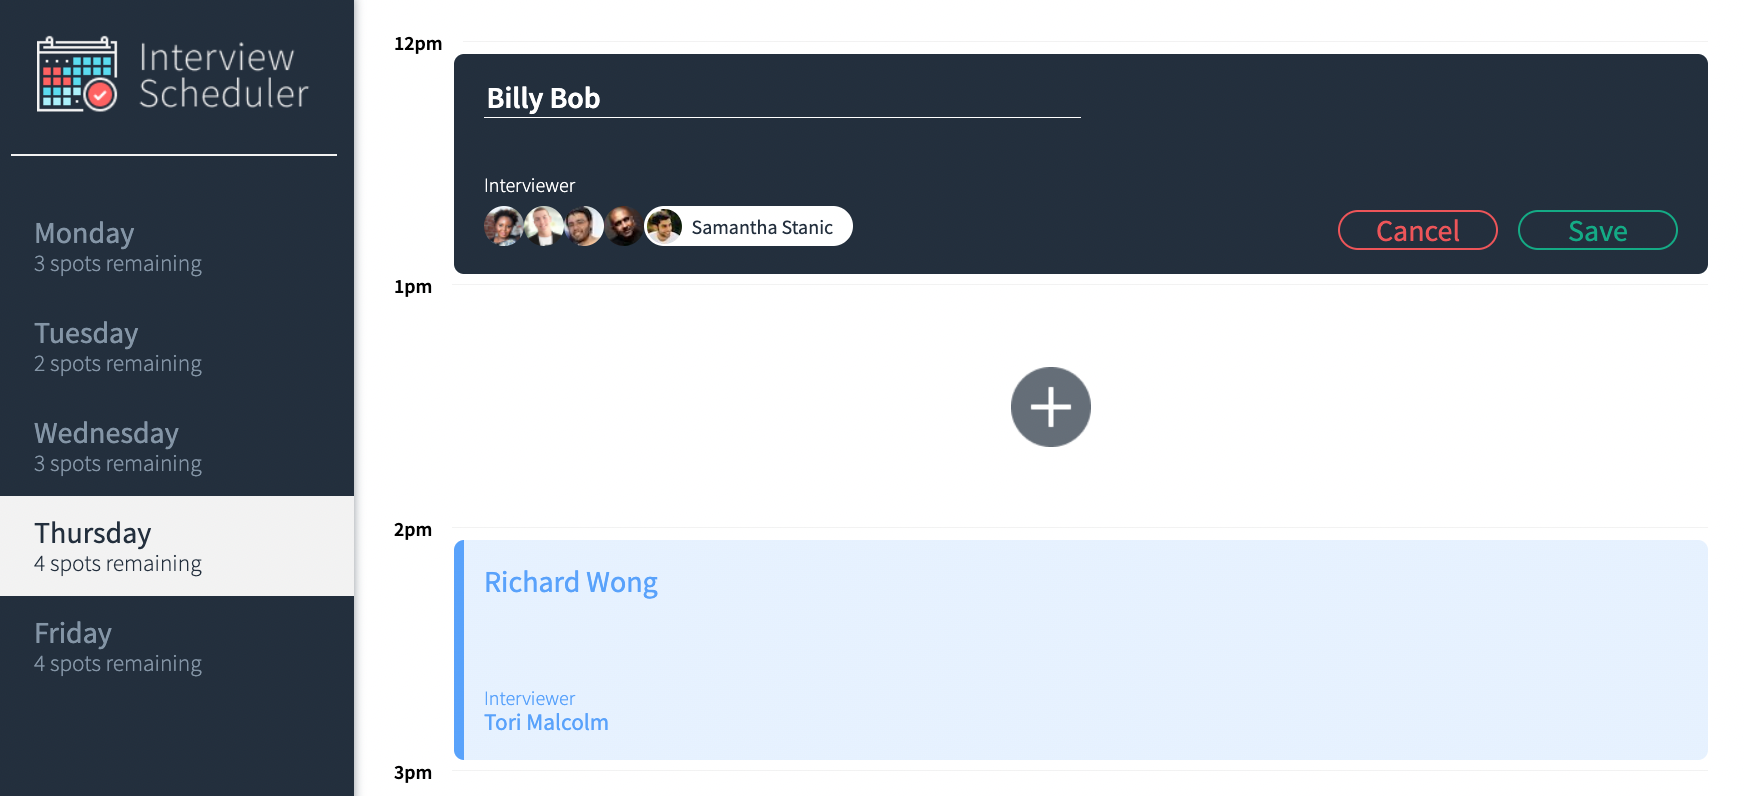 Interview
Scheduler
Monday
3 spots remaining
Tuesday
2 spots remaining
Wednesday
3 spots remaining
Thursday
4 spots remaining
Friday
4 spots remaining
12pm
Billy Bob
Interviewer
Samantha Stanic
Cancel
Save
1pm
2pm
Richard Wong
Interviewer
Tori Malcolm
3pm